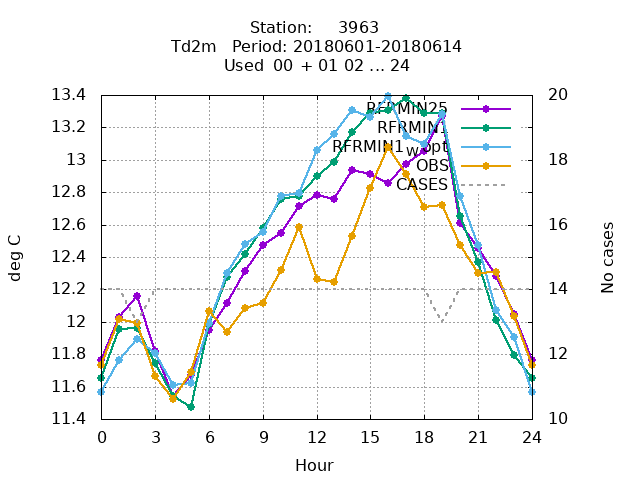 Station: 3963
Td2m Period: 20180601-20180614
Used 00 + 01 02 ... 24
13.4
13.2
13
12.8
12.6
12.4
12.2
12
11.8
11.6
11.4
20
18
16
14
12
10
RFRMIN25
RFRMIN1
RFRMIN1wopt
OBS
CASES
deg C
No cases
0 3 6 9 12 15 18 21 24
Hour